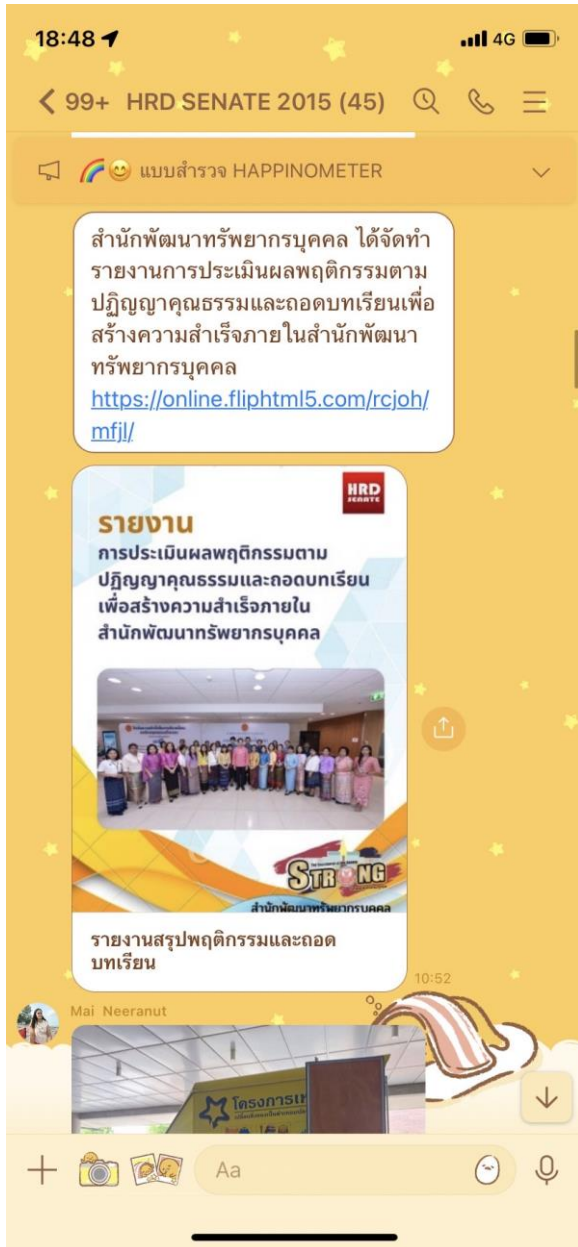 18:48
4G
99+ HRD SENATE 2015 (45)
แบบสำรวจ HAPPINOMETER
สำนักพัฒนาทรัพยากรบุคคล ได้จัดทำ
รายงานการประเมินผลพฤติกรรมตาม
ปฏิญญาคุณธรรมและถอดบทเรียนเพื่อ
สร้างความสำเร็จภายในสำนักพัฒนา
ทรัพยากรบุคคล
https://online.fliphtml5.com/rcjoh/
mfjl/
HRD
SENATE
รายงาน
การประเมินผลพฤติกรรมตาม
ปฏิญญาคุณธรรมและถอดบทเรียน
เพื่อสร้างความสำเร็จภายใน
สำนักพัฒนาทรัพยากรบุคคล
STRONG
สำนักพัฒนาทรัพยากรบุคคล
รายงานสรุปพฤติกรรมและถอด
บทเรียน
10:52
Mai Neeranut
โครงการเ
Aa